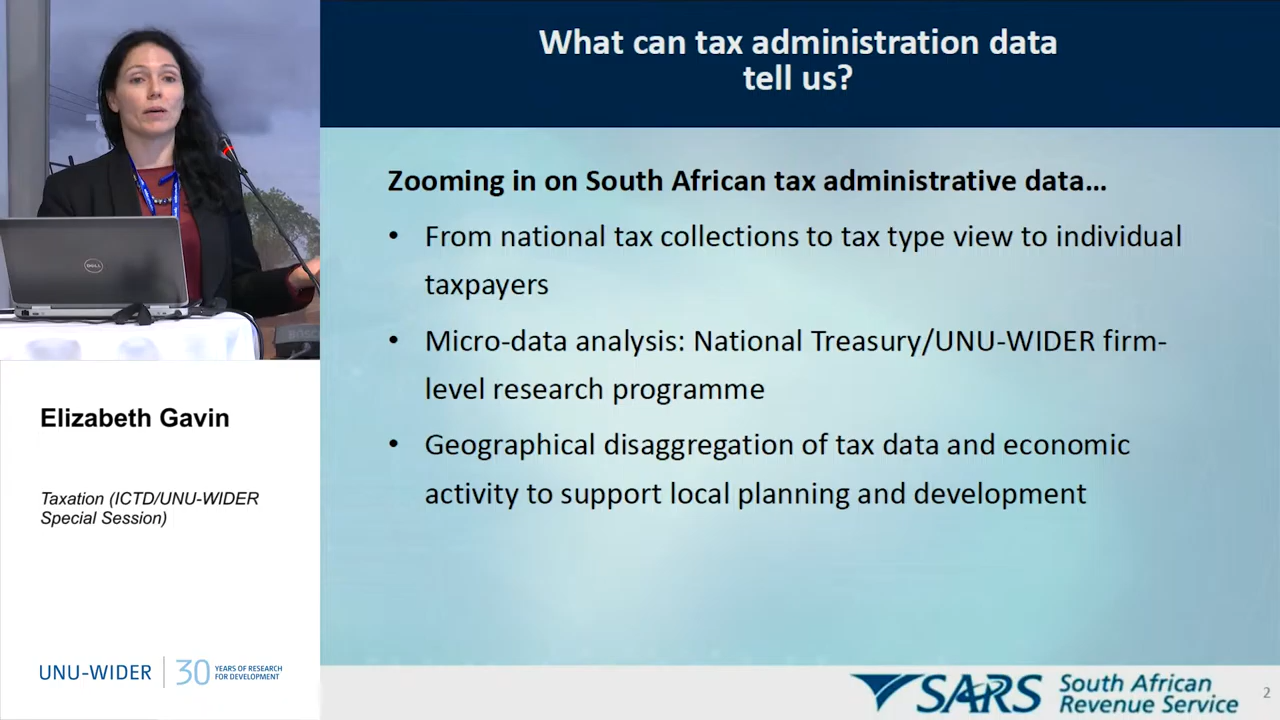 What can tax administration data
tell us?
Zooming in on South African tax administrative data...
• From national tax collections to tax type view to individual
taxpayers
• Micro-data analysis: National Treasury/UNU-WIDER firm-
level research programme
• Geographical disaggregation of tax data and economic
activity to support local planning and development
DELL
Elizabeth Gavin
Taxation (ICTD/UNU-WIDER
Special Session)
UNU-WIDER
30 YEARS OF RESEARCH
FOR DEVELOPMENT
SARS South African
Revenue Service
2